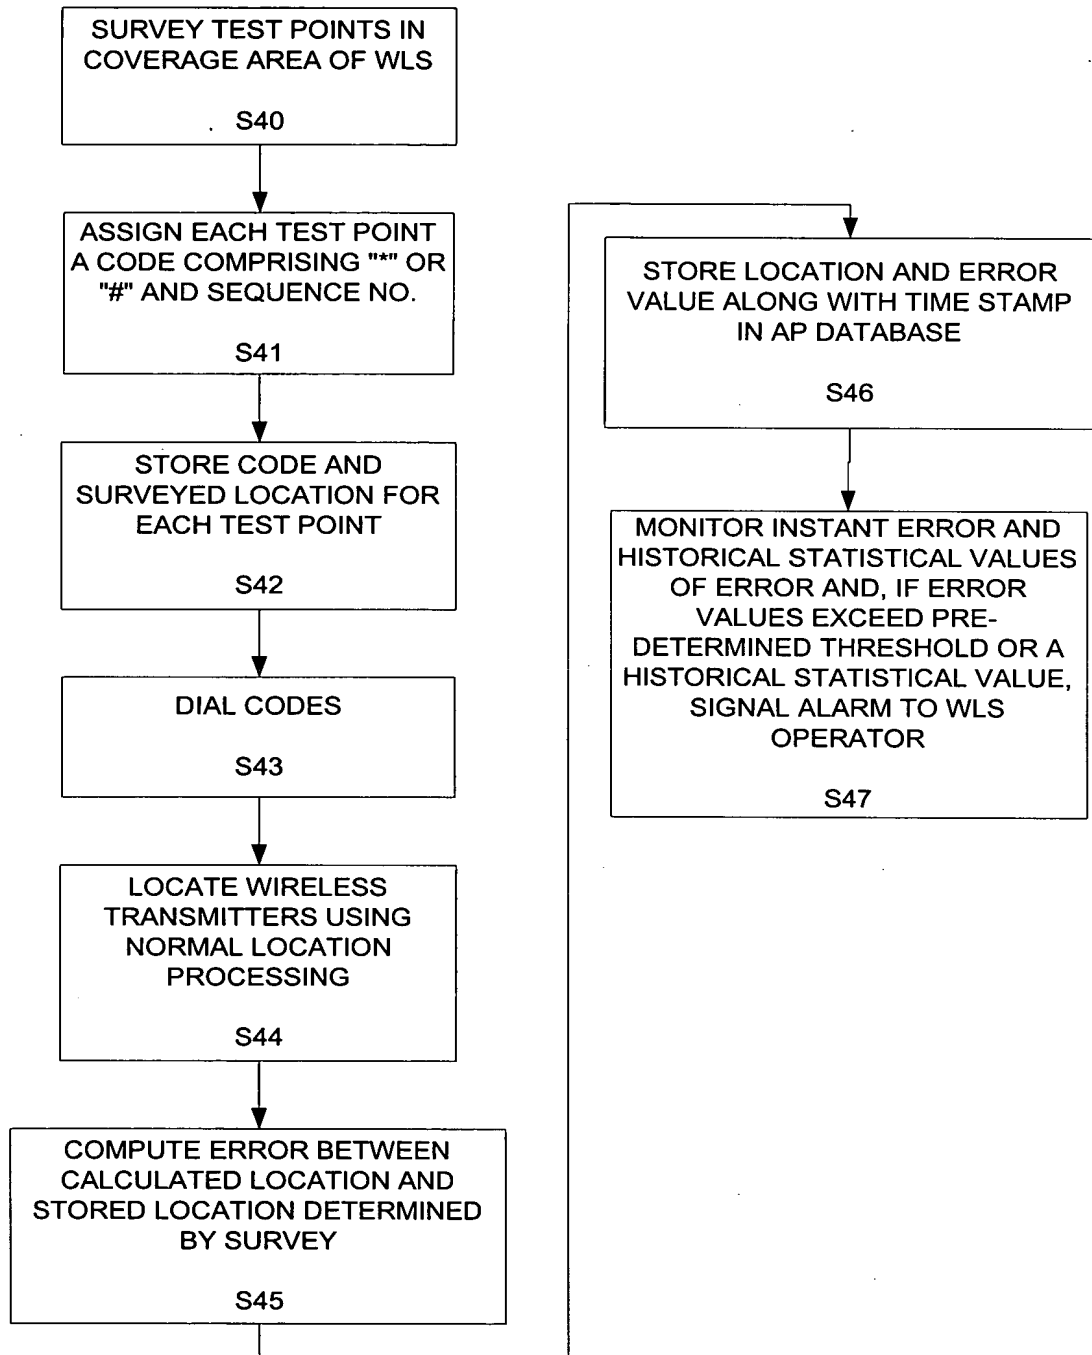 SURVEY TEST POINTS IN
COVERAGE AREA OF WLS
S40
ASSIGN EACH TEST POINT
A CODE COMPRISING "*" OR
"#" AND SEQUENCE NO.
S41
STORE CODE AND
SURVEYED LOCATION FOR
EACH TEST POINT
S42
DIAL CODES
S43
LOCATE WIRELESS
TRANSMITTERS USING
NORMAL LOCATION
PROCESSING
S44
COMPUTE ERROR BETWEEN
CALCULATED LOCATION AND
STORED LOCATION DETERMINED
BY SURVEY
S45
STORE LOCATION AND ERROR
VALUE ALONG WITH TIME STAMP
IN AP DATABASE
S46
MONITOR INSTANT ERROR AND
HISTORICAL STATISTICAL VALUES
OF ERROR AND, IF ERROR
VALUES EXCEED PRE-
DETERMINED THRESHOLD OR A
HISTORICAL STATISTICAL VALUE,
SIGNAL ALARM TO WLS
OPERATOR
S47